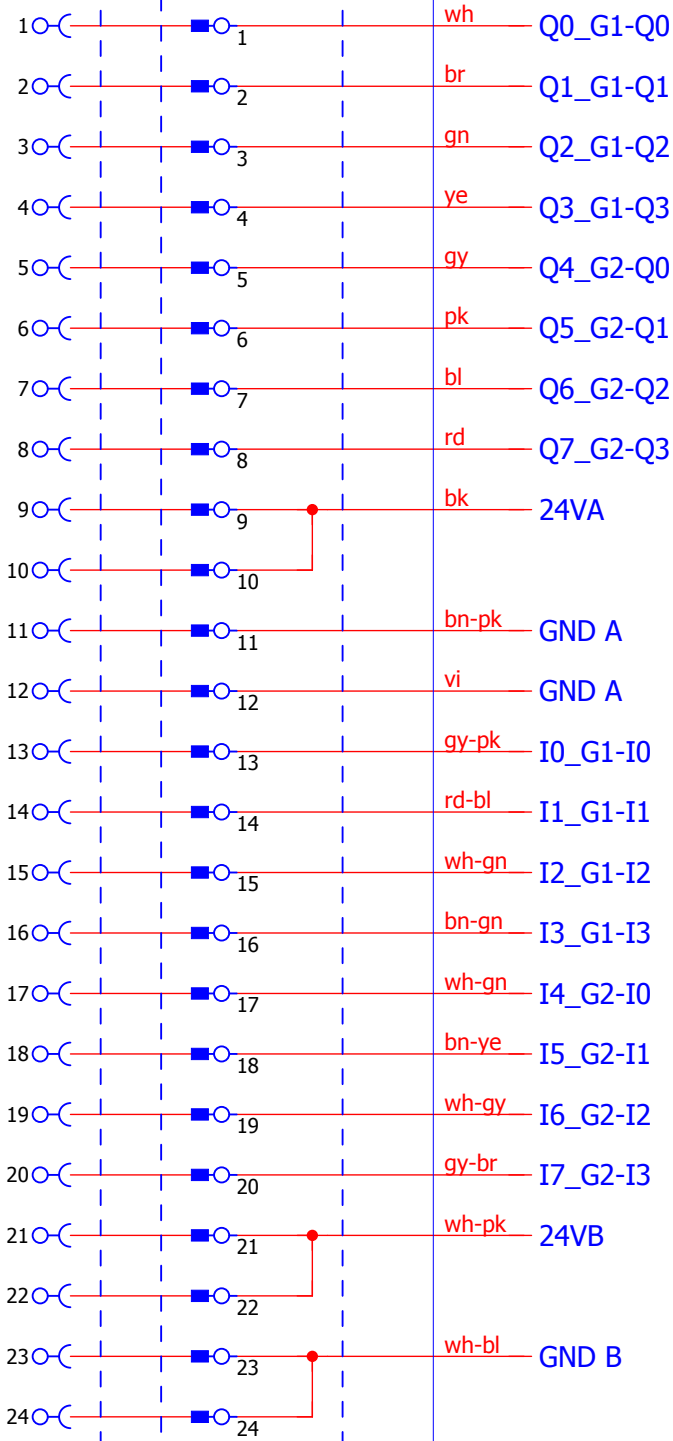 1 1 wh Q0_G1-Q0
2 2 br Q1_G1-Q1
3 3 gn Q2_G1-Q2
4 4 ye Q3_G1-Q3
5 5 gy Q4_G2-Q0
6 6 pk Q5_G2-Q1
7 7 bl Q6_G2-Q2
8 8 rd Q7_G2-Q3
9 9 bk 24VA
10 10
11 11 bn-pk GND A
12 12 vi GND A
13 13 gy-pk I0_G1-I0
14 14 rd-bl I1_G1-I1
15 15 wh-gn I2_G1-I2
16 16 bn-gn I3_G1-I3
17 17 wh-gn I4_G2-I0
18 18 bn-ye I5_G2-I1
19 19 wh-gy I6_G2-I2
20 20 gy-br I7_G2-I3
21 21 wh-pk 24VB
22 22
23 23 wh-bl GND B
24 24